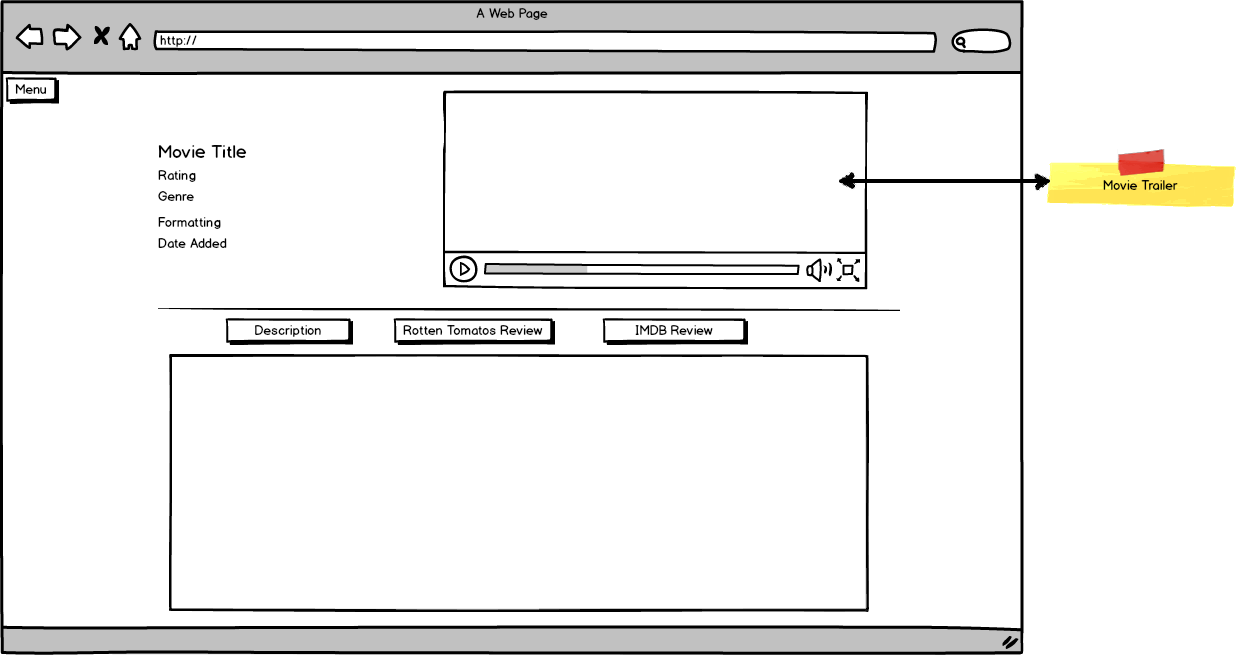 A Web Page
http://
Menu
Movie Title
Rating
Genre
Formatting
Date Added
Movie Trailer
Description
Rotten Tomatos Review
IMDB Review